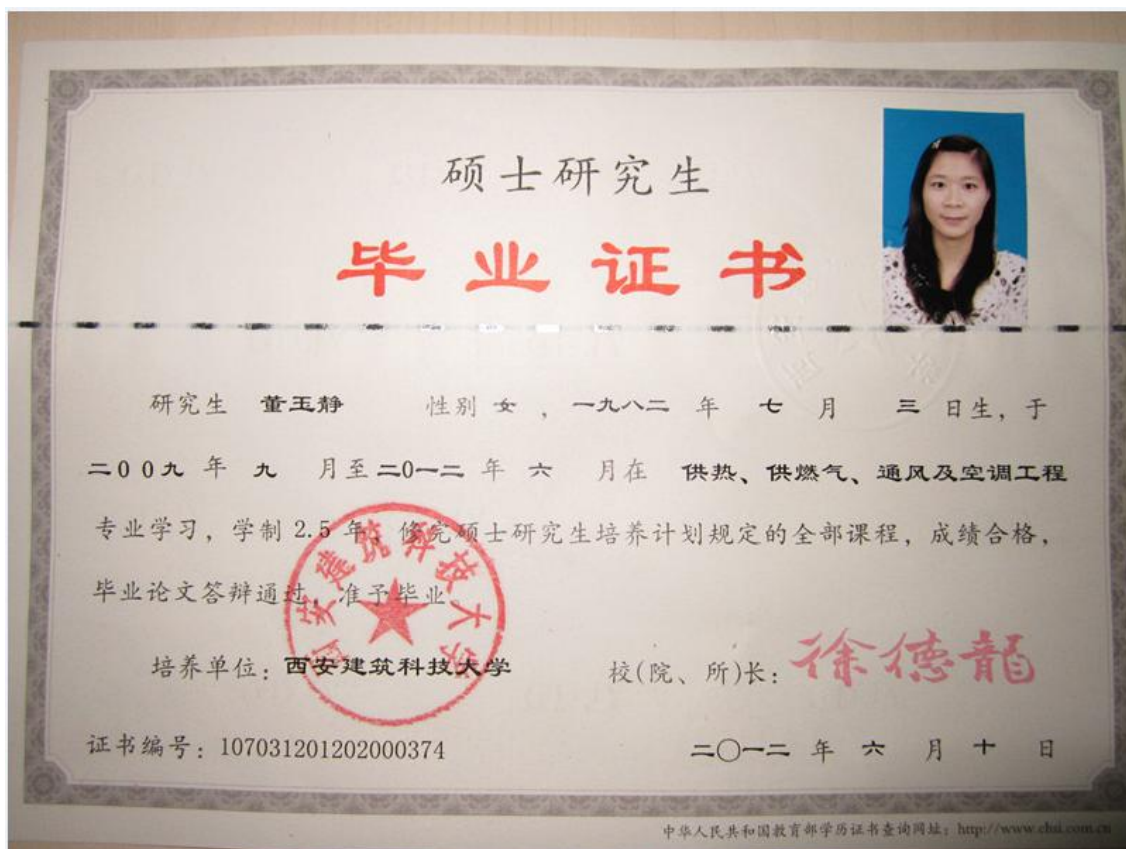 硕士研究生
毕业证书
研究生 董玉静 性别 女 ，一九八二 年 七 月 三 日生，于
二00九 年 九 月至 二0一二 年 六 月在 供热、供燃气、通风及空调工程
专业学习，学制 2.5 年，修完硕士研究生培养计划规定的全部课程，成绩合格，
毕业论文答辩通过，准予毕业
西安建筑科技大学
培养单位：西安建筑科技大学 校(院、所)长：徐德龍
证书编号：107031201202000374 二〇一二 年 六 月 十 日
中华人民共和国教育部学历证书查询网址：http://www.chsi.com.cn